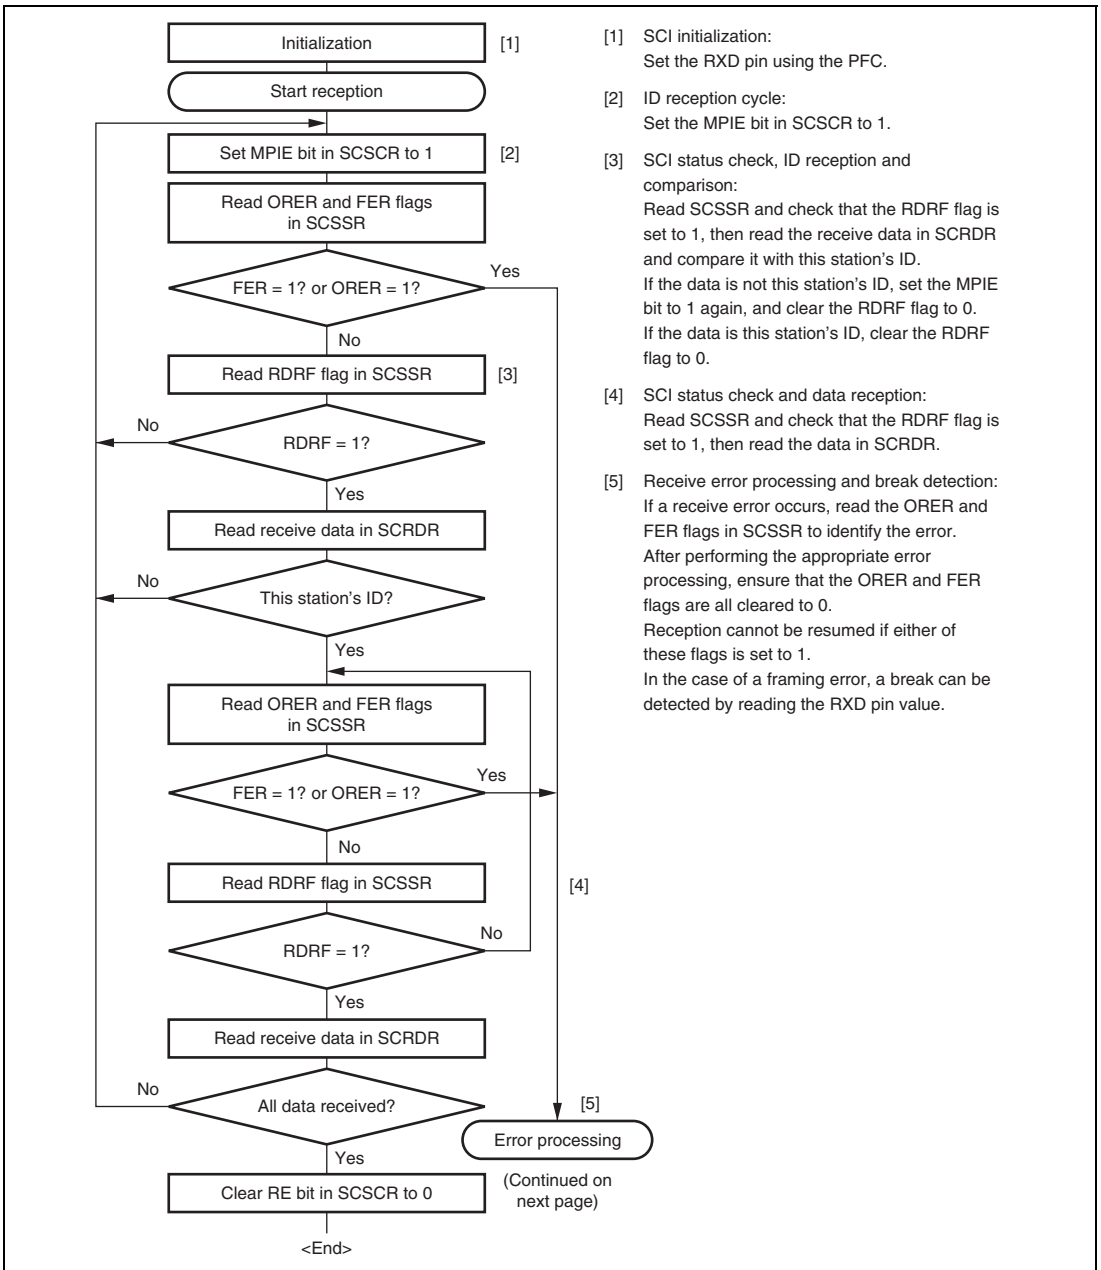 Initialization
[1]
Start reception
Set MPIE bit in SCSCR to 1
[2]
Read ORER and FER flags
in SCSSR
FER = 1? or ORER = 1?
Yes
No
Read RDRF flag in SCSSR
[3]
No
RDRF = 1?
Yes
Read receive data in SCRDR
No
This station's ID?
Yes
Read ORER and FER flags
in SCSSR
FER = 1? or ORER = 1?
Yes
No
Read RDRF flag in SCSSR
[4]
RDRF = 1?
No
Yes
Read receive data in SCRDR
No
All data received?
[5]
Error processing
Yes
(Continued on
next page)
Clear RE bit in SCSCR to 0
<End>
[1] SCI initialization:
Set the RXD pin using the PFC.
[2] ID reception cycle:
Set the MPIE bit in SCSCR to 1.
[3] SCI status check, ID reception and
comparison:
Read SCSSR and check that the RDRF flag is
set to 1, then read the receive data in SCRDR
and compare it with this station's ID.
If the data is not this station's ID, set the MPIE
bit to 1 again, and clear the RDRF flag to 0.
If the data is this station's ID, clear the RDRF
flag to 0.
[4] SCI status check and data reception:
Read SCSSR and check that the RDRF flag is
set to 1, then read the data in SCRDR.
[5] Receive error processing and break detection:
If a receive error occurs, read the ORER and
FER flags in SCSSR to identify the error.
After performing the appropriate error
processing, ensure that the ORER and FER
flags are all cleared to 0.
Reception cannot be resumed if either of
these flags is set to 1.
In the case of a framing error, a break can be
detected by reading the RXD pin value.